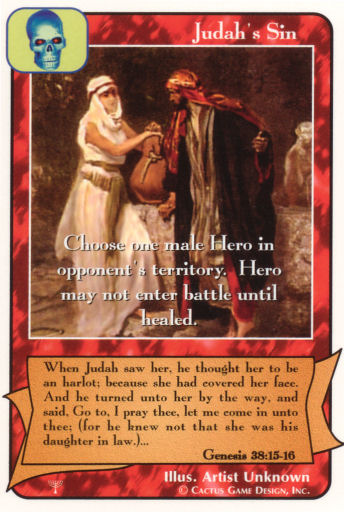 Judah's Sin
Choose one male Hero in
opponent's territory. Hero
may not enter battle until
healed.
When Judah saw her, he thought her to be
an harlot; because she had covered her face.
And he turned unto her by the way, and
said, Go to, I pray thee, let me come in unto
thee; (for he knew not that she was his
daughter in law.)...
Genesis 38:15-16
Illus. Artist Unknown
© Cactus Game Design, Inc.